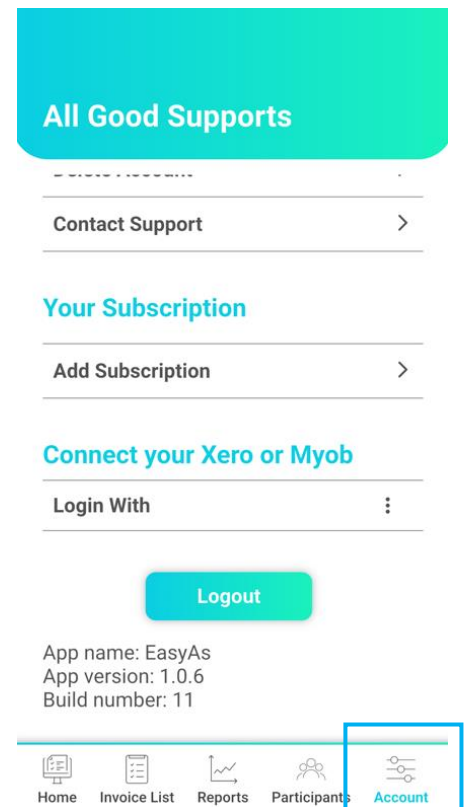 All Good Supports
Contact Support
Your Subscription
Add Subscription
Connect your Xero or Myob
Login With
Logout
App name: EasyAs
App version: 1.0.6
Build number: 11
Home Invoice List Reports Participants Account